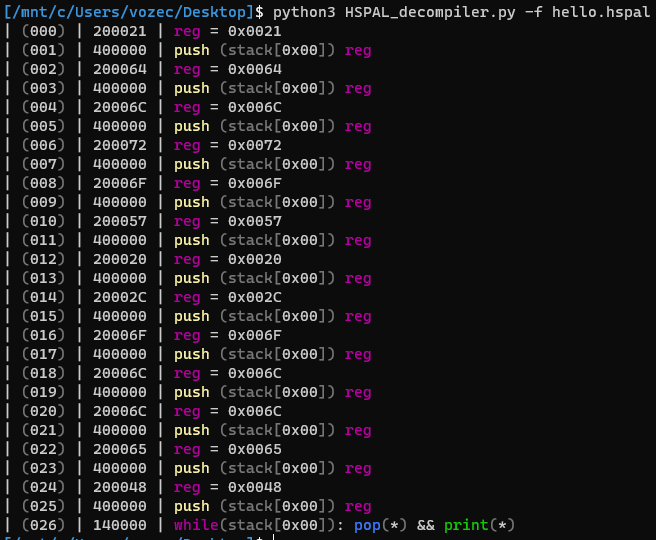 [/mnt/c/Users/vozec/Desktop]$ python3 HSPAL_decompiler.py -f hello.hspal
| (000) | 200021 | reg = 0x0021
| (001) | 400000 | push (stack[0x00]) reg
| (002) | 200064 | reg = 0x0064
| (003) | 400000 | push (stack[0x00]) reg
| (004) | 20006C | reg = 0x006C
| (005) | 400000 | push (stack[0x00]) reg
| (006) | 200072 | reg = 0x0072
| (007) | 400000 | push (stack[0x00]) reg
| (008) | 20006F | reg = 0x006F
| (009) | 400000 | push (stack[0x00]) reg
| (010) | 200057 | reg = 0x0057
| (011) | 400000 | push (stack[0x00]) reg
| (012) | 200020 | reg = 0x0020
| (013) | 400000 | push (stack[0x00]) reg
| (014) | 20002C | reg = 0x002C
| (015) | 400000 | push (stack[0x00]) reg
| (016) | 20006F | reg = 0x006F
| (017) | 400000 | push (stack[0x00]) reg
| (018) | 20006C | reg = 0x006C
| (019) | 400000 | push (stack[0x00]) reg
| (020) | 20006C | reg = 0x006C
| (021) | 400000 | push (stack[0x00]) reg
| (022) | 200065 | reg = 0x0065
| (023) | 400000 | push (stack[0x00]) reg
| (024) | 200048 | reg = 0x0048
| (025) | 400000 | push (stack[0x00]) reg
| (026) | 140000 | while(stack[0x00]): pop(*) && print(*)